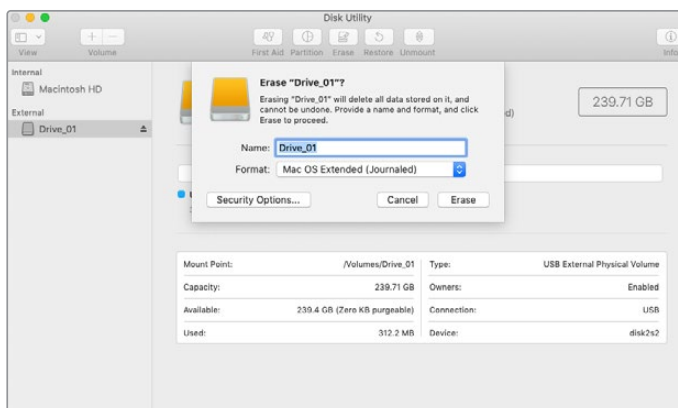 Disk Utility
View
Volume
First Aid Partition Erase Restore Unmount
Info
Internal
Macintosh HD
External
Drive_01
Erase “Drive_01”?
Erasing “Drive_01” will delete all data stored on it, and
cannot be undone. Provide a name and format, and click
Erase to proceed.
Name: Drive_01
Format: Mac OS Extended (Journaled)
Security Options... Cancel Erase
239.71 GB
Mount Point: /Volumes/Drive_01 Type: USB External Physical Volume
Capacity: 239.71 GB Owners: Enabled
Available: 239.4 GB (Zero KB purgeable) Connection: USB
Used: 312.2 MB Device: disk2s2